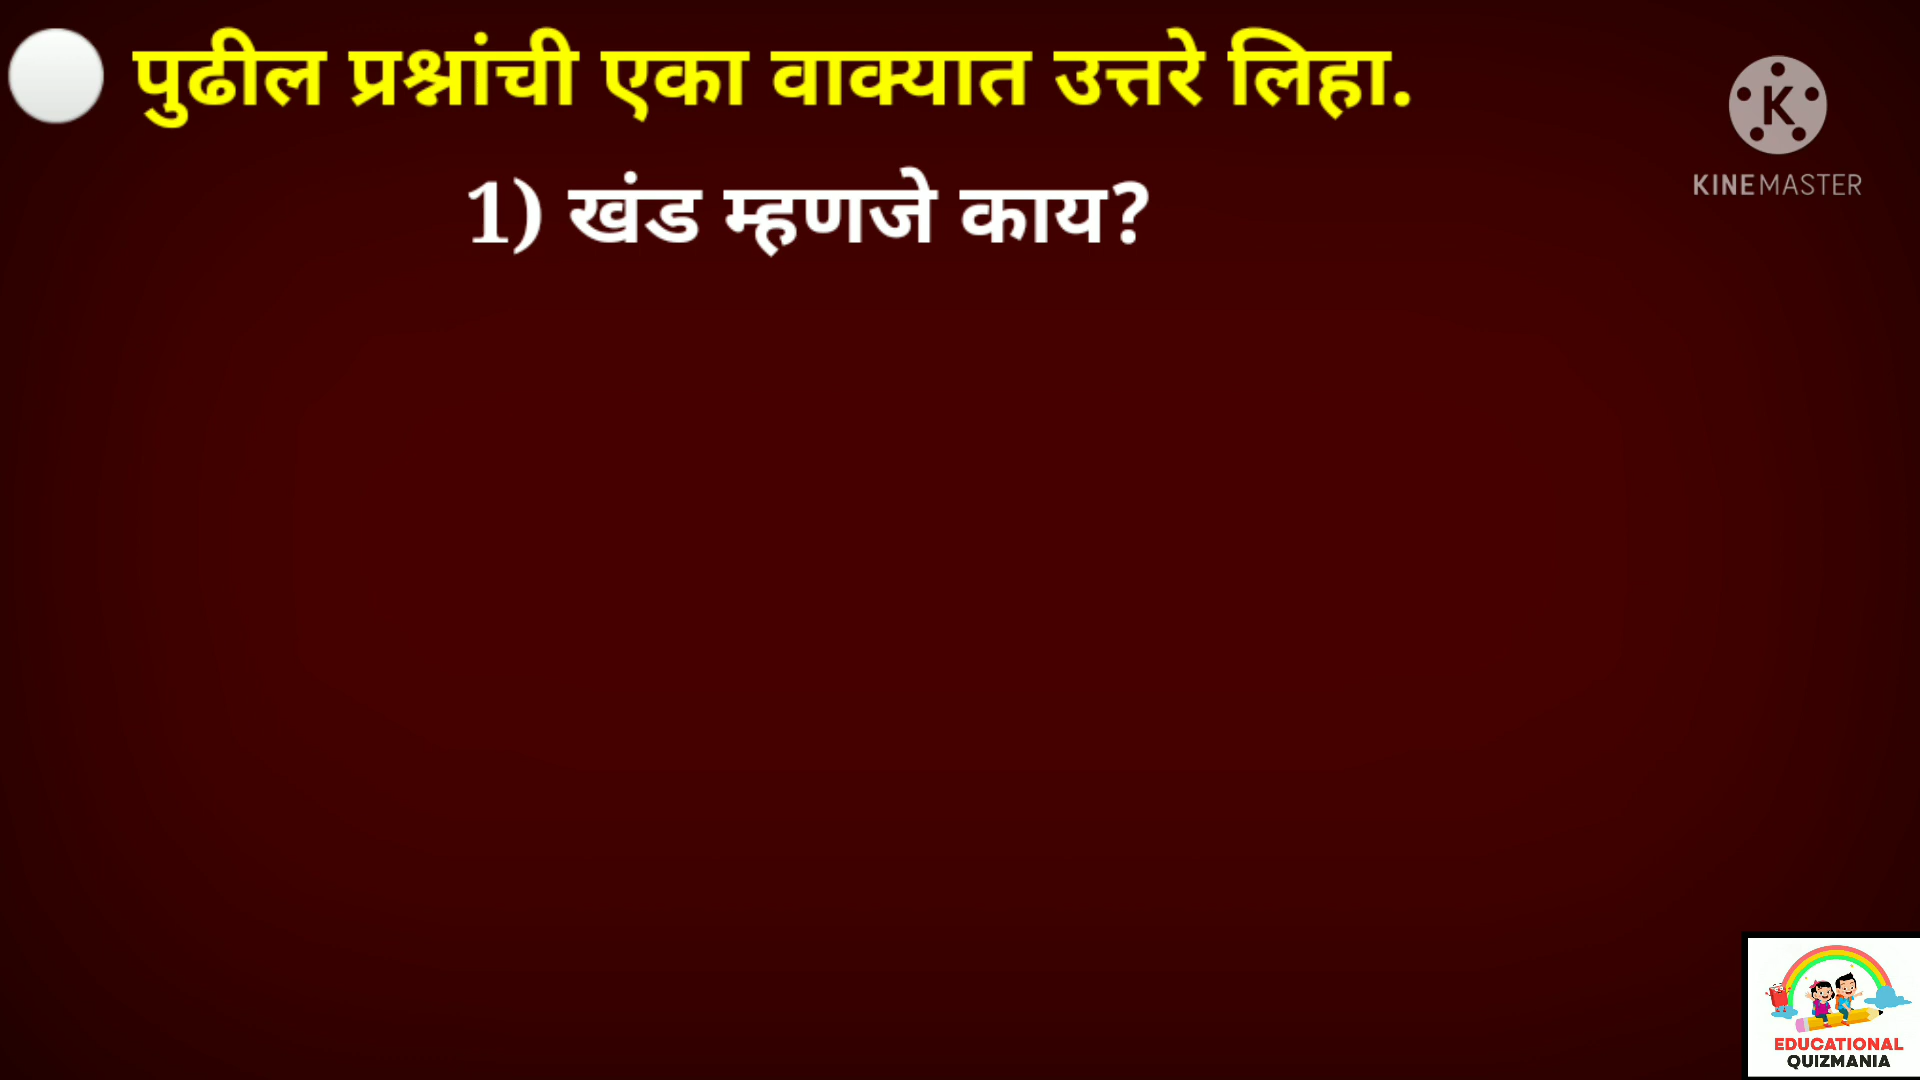 पुढील प्रश्नांची एका वाक्यात उत्तरे लिहा.
1) खंड म्हणजे काय?
K
KINEMASTER
EDUCATIONAL
QUIZMANIA